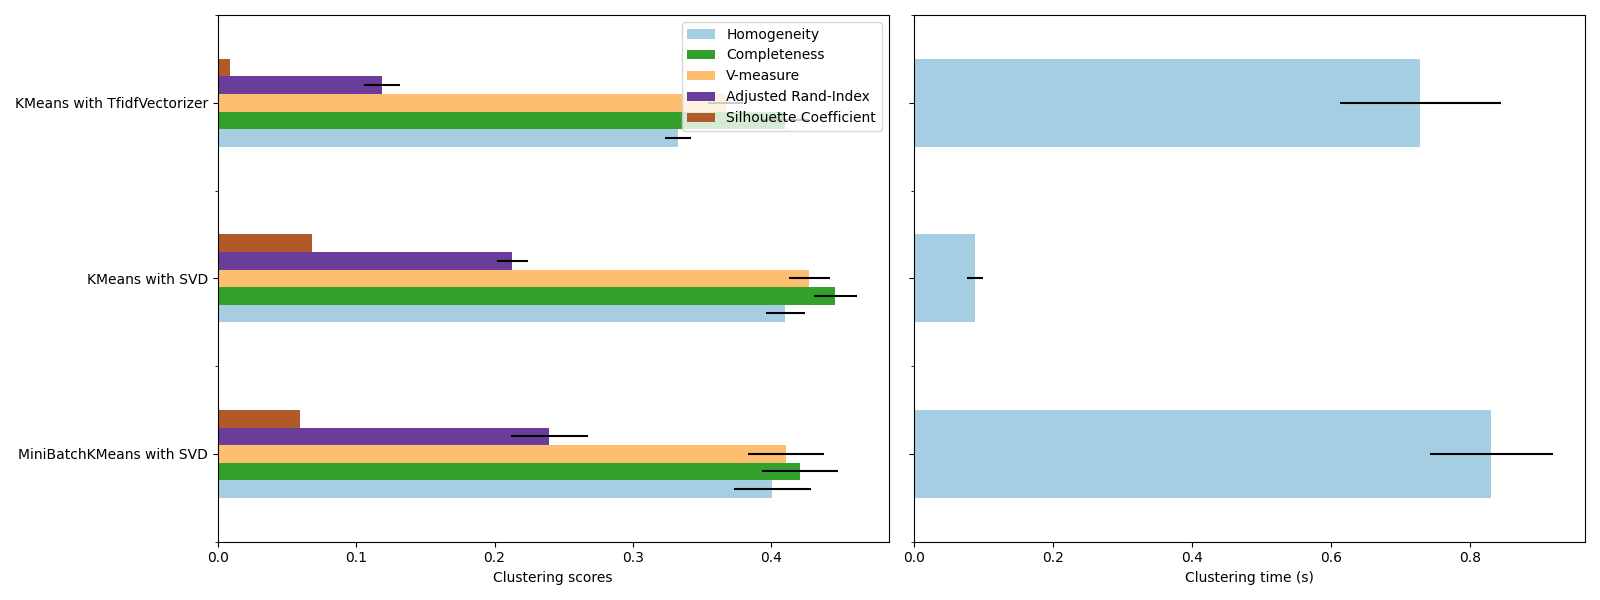 Homogeneity
Completeness
V-measure
Adjusted Rand-Index
Silhouette Coefficient
KMeans with TfidfVectorizer
KMeans with SVD
MiniBatchKMeans with SVD
0.0 0.1 0.2 0.3 0.4
Clustering scores
0.0 0.2 0.4 0.6 0.8
Clustering time (s)